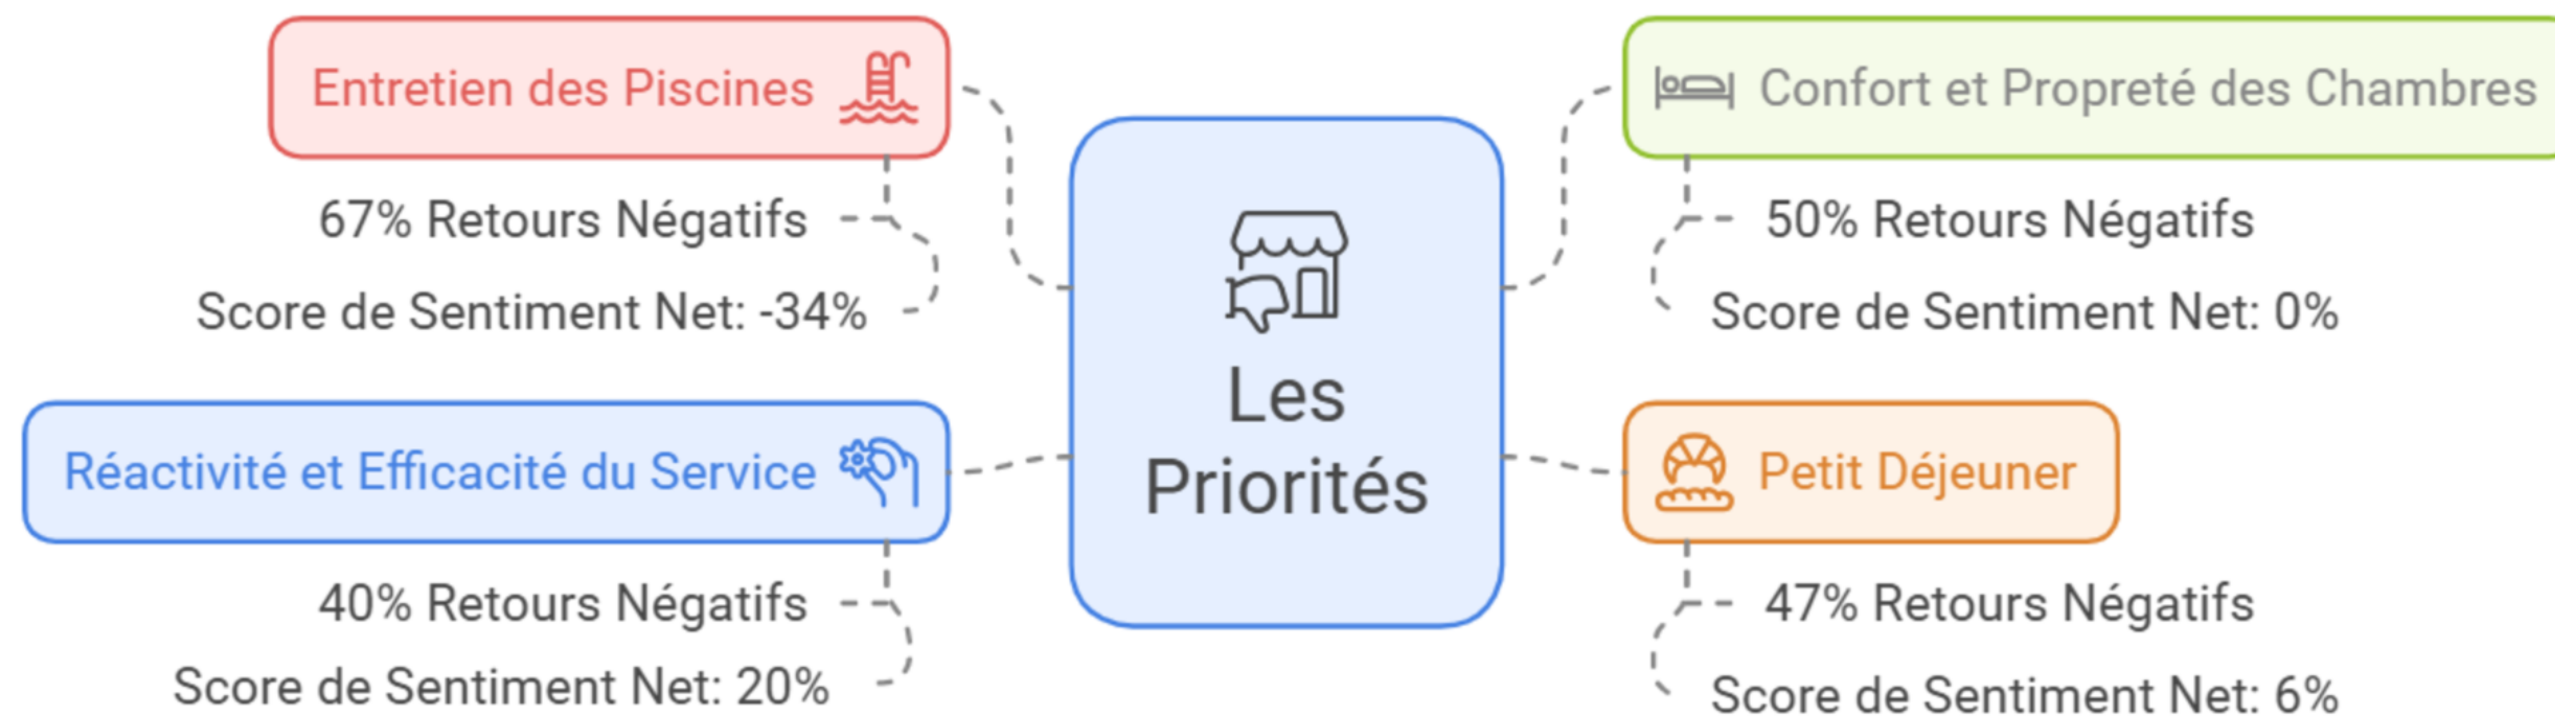 Entretien des Piscines
67% Retours Négatifs
Score de Sentiment Net: -34%
Réactivité et Efficacité du Service
40% Retours Négatifs
Score de Sentiment Net: 20%
Les
Priorités
Confort et Propreté des Chambres
50% Retours Négatifs
Score de Sentiment Net: 0%
Petit Déjeuner
47% Retours Négatifs
Score de Sentiment Net: 6%